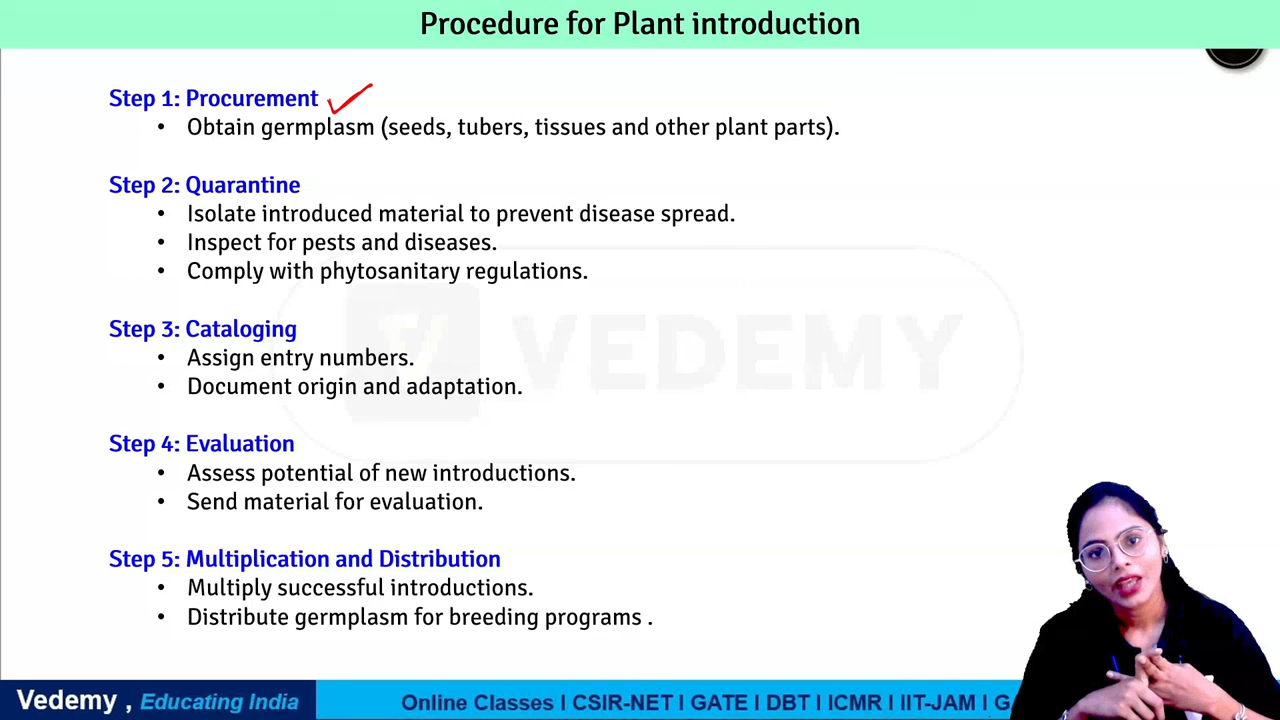 Procedure for Plant introduction
Step 1: Procurement
• Obtain germplasm (seeds, tubers, tissues and other plant parts).
Step 2: Quarantine
• Isolate introduced material to prevent disease spread.
• Inspect for pests and diseases.
• Comply with phytosanitary regulations.
Step 3: Cataloging
• Assign entry numbers.
• Document origin and adaptation.
VEDEMY
Step 4: Evaluation
• Assess potential of new introductions.
• Send material for evaluation.
Step 5: Multiplication and Distribution
• Multiply successful introductions.
• Distribute germplasm for breeding programs .
Vedemy , Educating India
Online Classes I CSIR-NET I GATE I DBT I ICMR I IIT-JAM I G